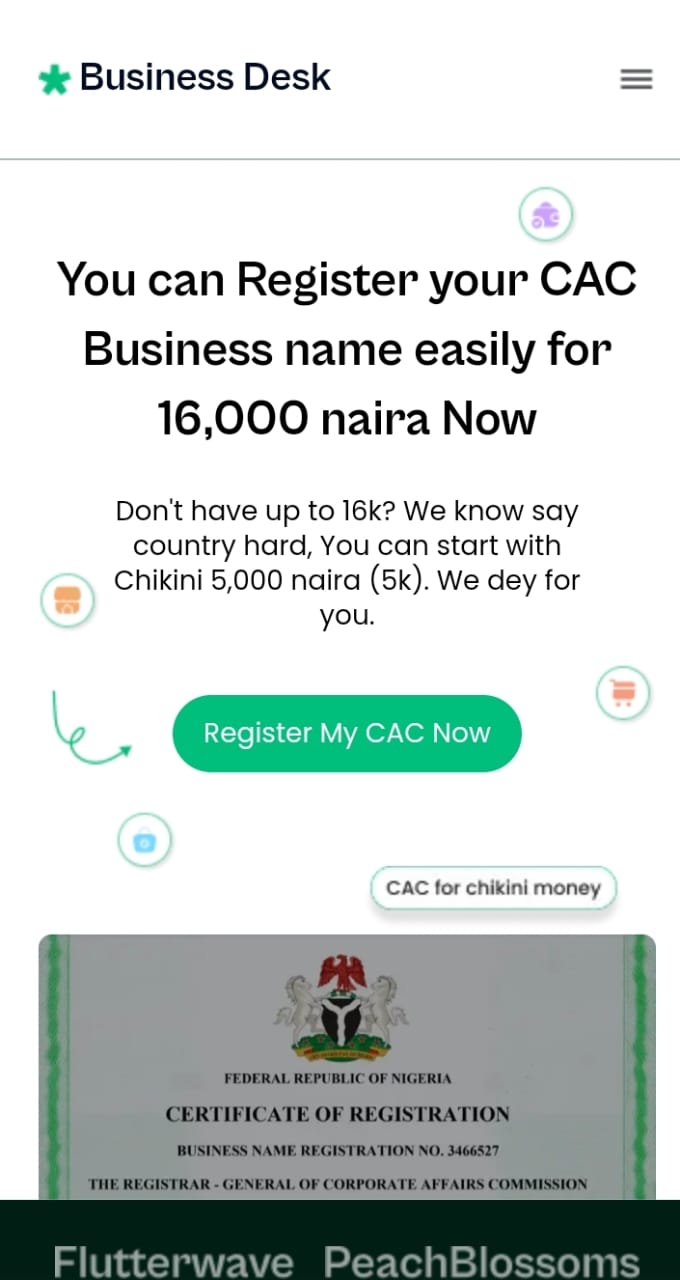 Business Desk
You can Register your CAC
Business name easily for
16,000 naira Now
Don't have up to 16k? We know say
country hard, You can start with
Chikini 5,000 naira (5k). We dey for
you.
Register My CAC Now
CAC for chikini money
FEDERAL REPUBLIC OF NIGERIA
CERTIFICATE OF REGISTRATION
BUSINESS NAME REGISTRATION NO. 3466527
THE REGISTRAR - GENERAL OF CORPORATE AFFAIRS COMMISSION
Flutterwave PeachBlossoms